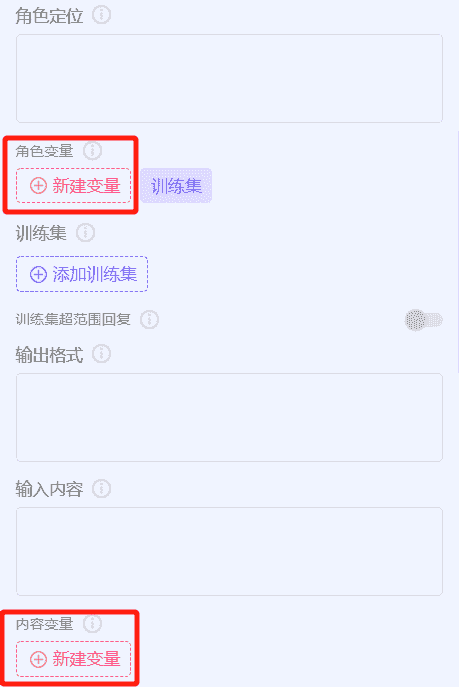 角色定位
角色变量
新建变量 训练集
训练集
添加训练集
训练集超范围回复
输出格式
输入内容
内容变量
新建变量